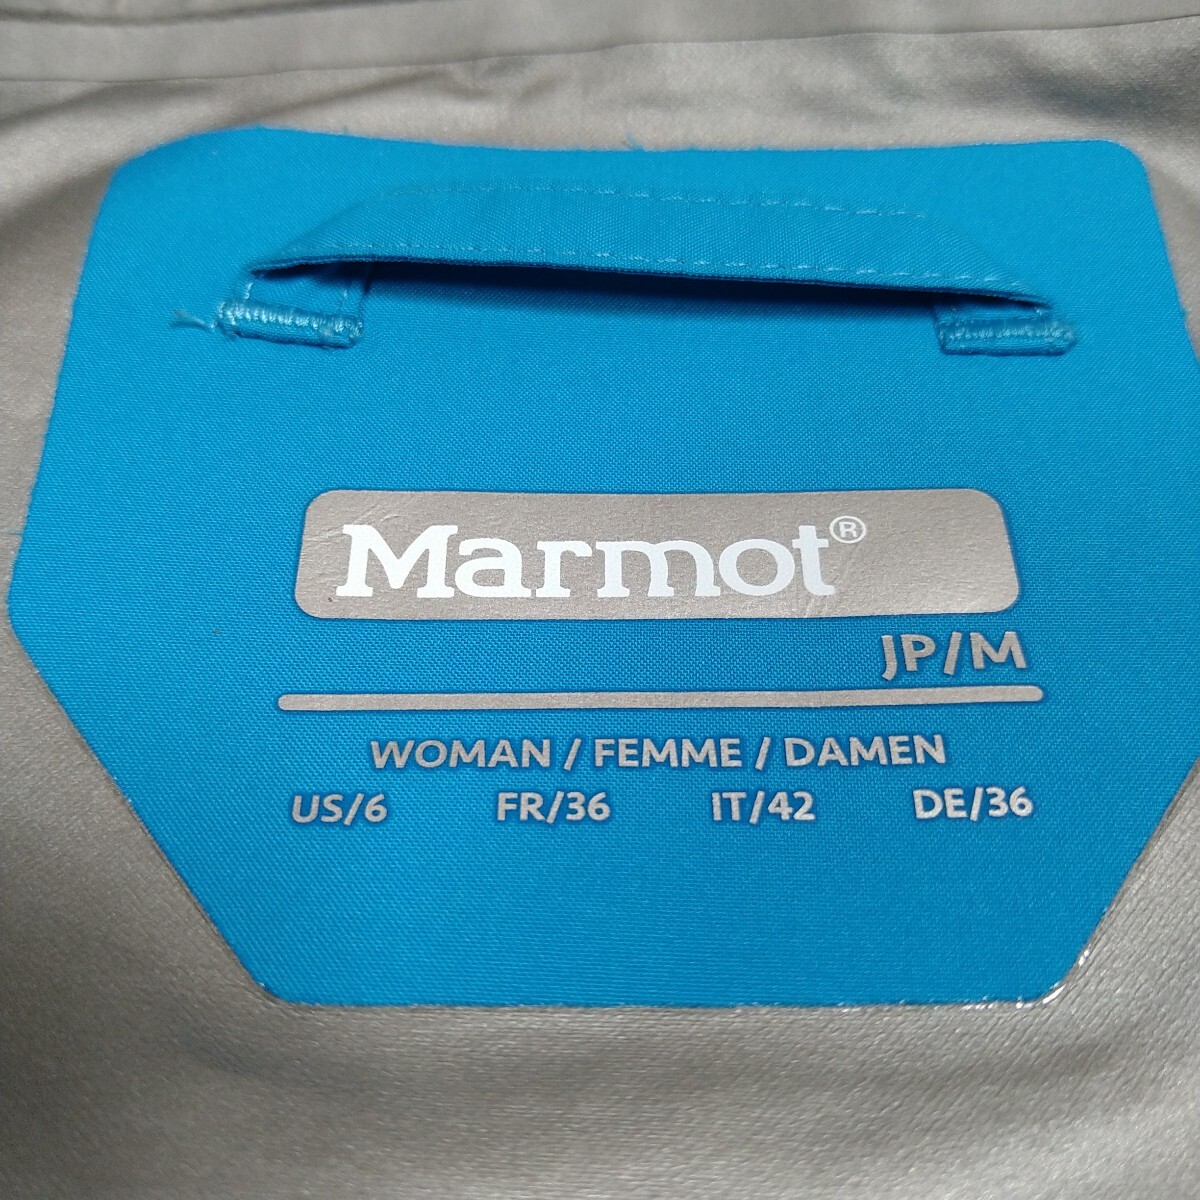 Marmot®
JP/M
WOMAN / FEMME / DAMEN
US/6 FR/36 IT/42 DE/36